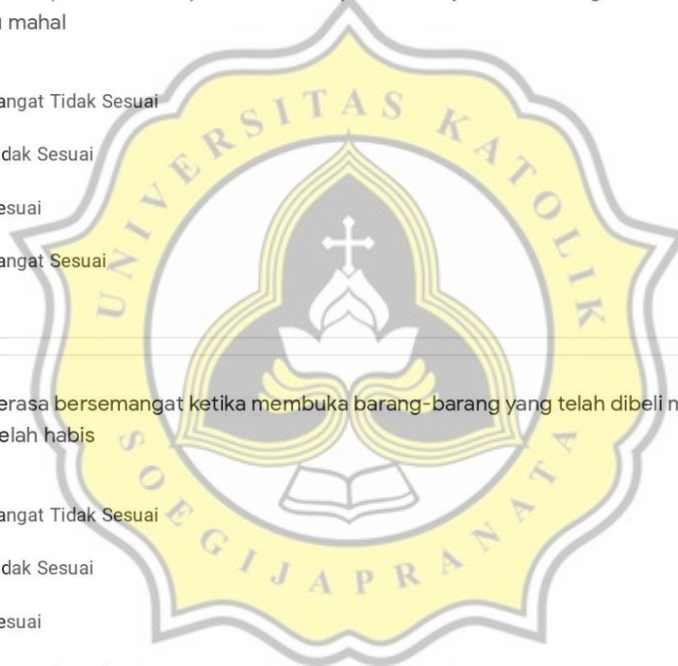 mahal
angat Tidak Sesuai
dak Sesuai
esuai
angat Sesuai
erasa bersemangat ketika membuka barang-barang yang telah dibeli m
elah habis
angat Tidak Sesuai
dak Sesuai
esuai
UNIVERSITAS KATOLIK
SOEGIJAPRANATA